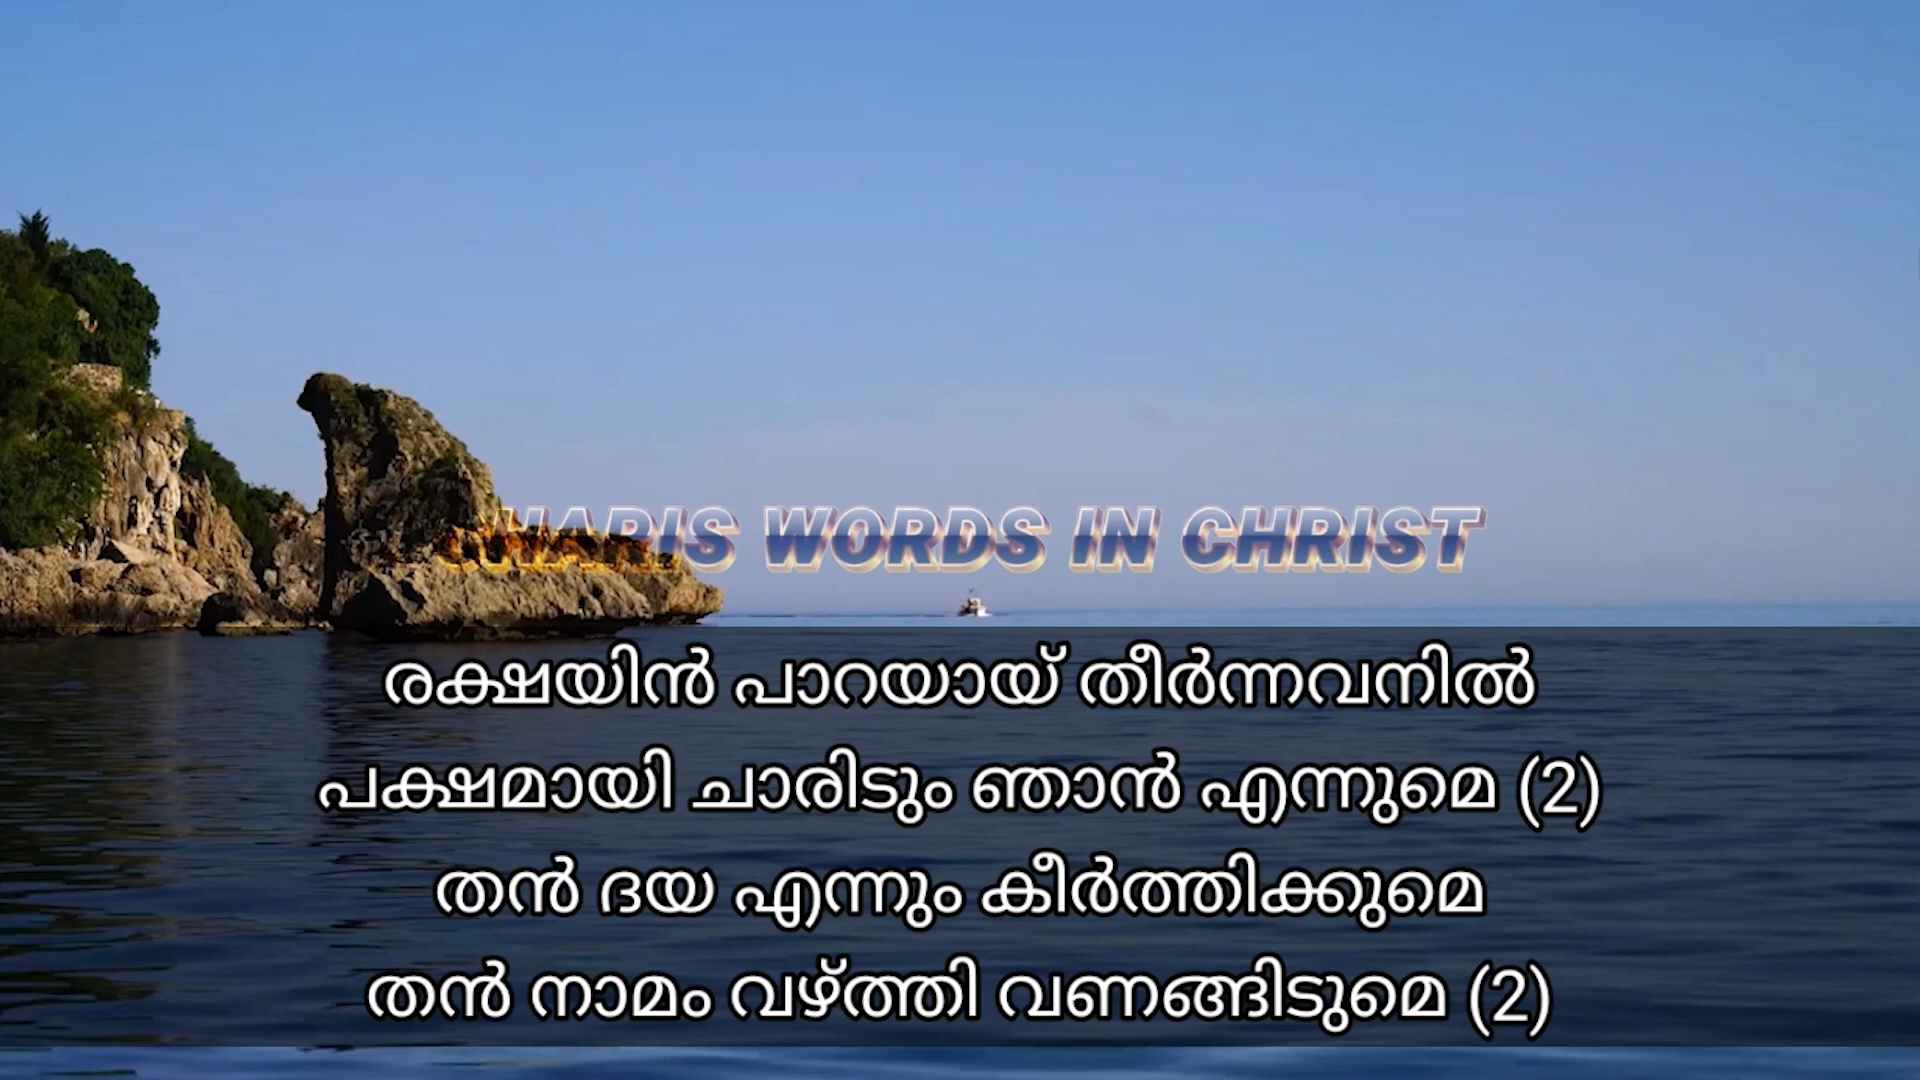 CHARIS WORDS IN CHRIST
രക്ഷയിൻ പാറയായ് തീർന്നവനിൽ
പക്ഷമായി ചാരിടും ഞാൻ എന്നുമെ (2)
തൻ ദയ എന്നും കീർത്തിക്കുമെ
തൻ നാമം വഴ്ത്തി വണങ്ങിടുമെ (2)